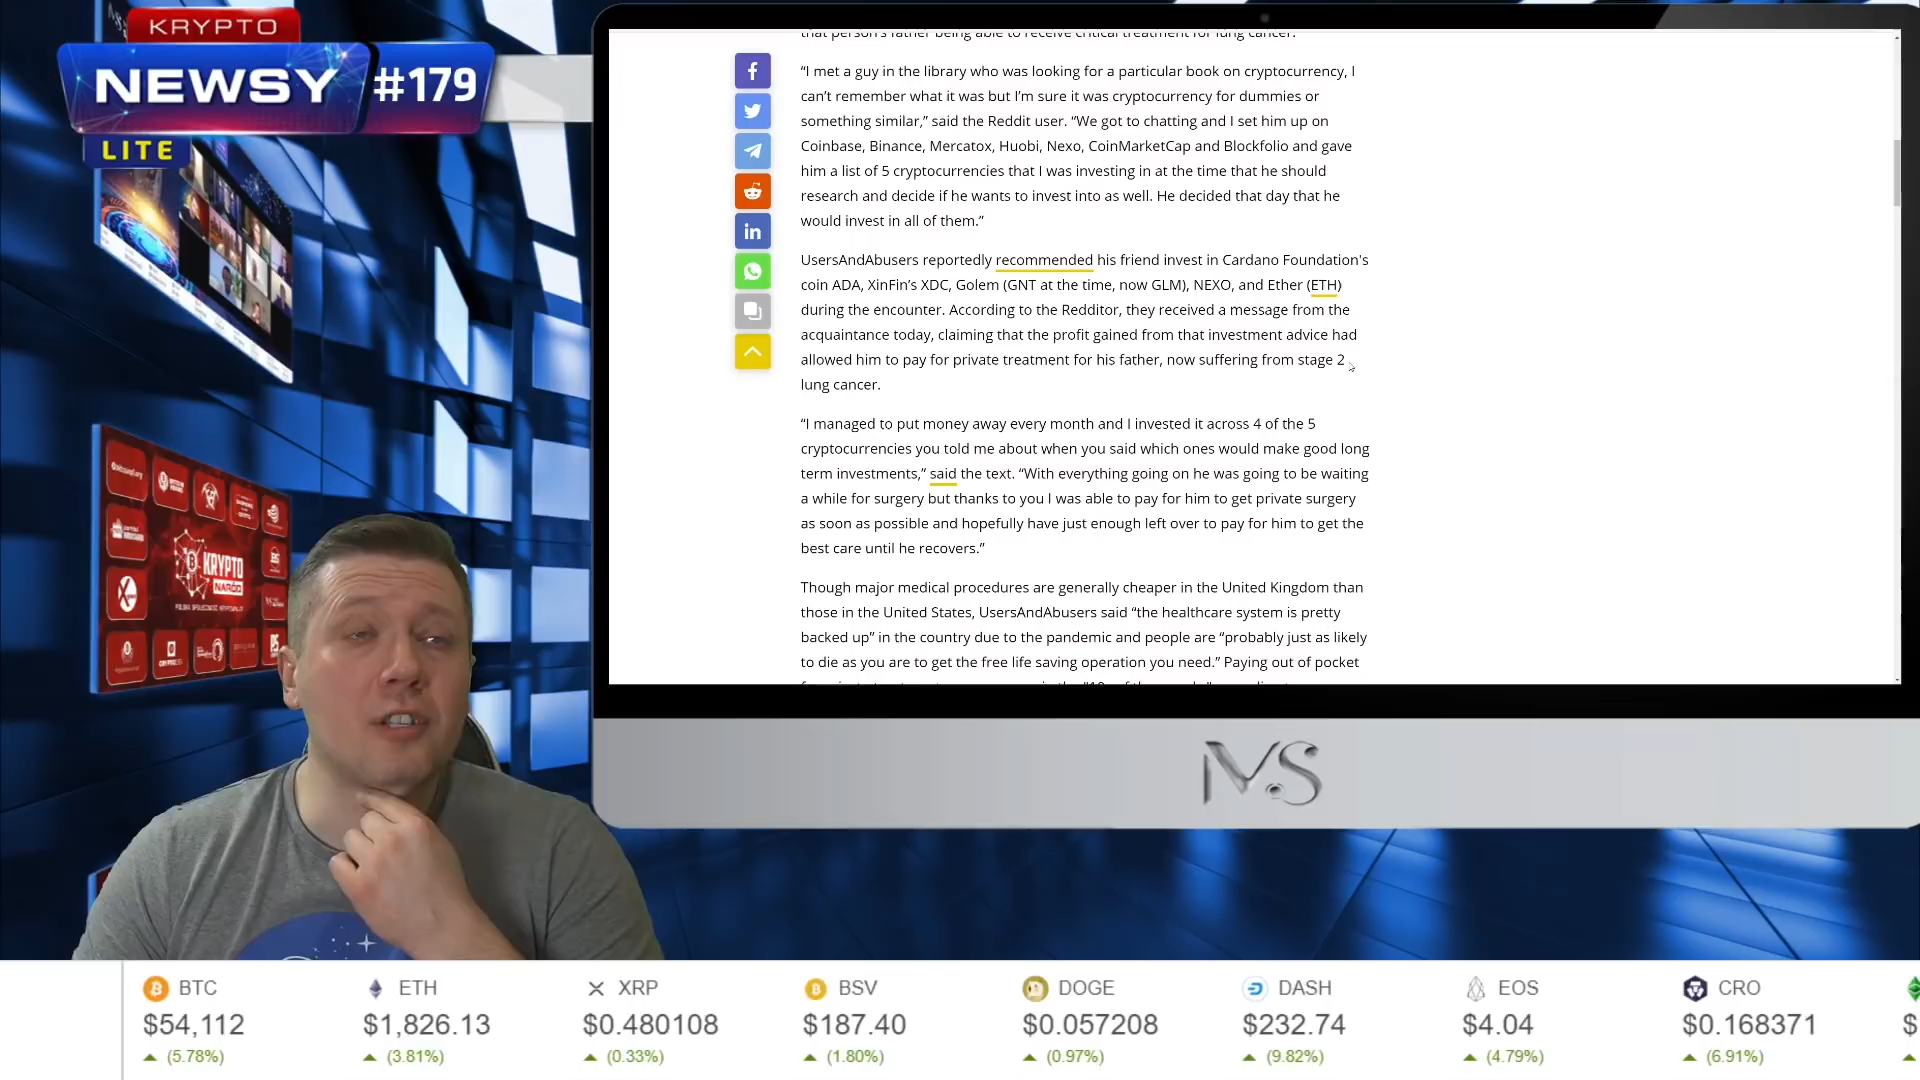 KRYPTO
NEWSY #179
LITE
KRYPTO
NARÓD
that person's father being able to receive critical treatment for lung cancer.
“I met a guy in the library who was looking for a particular book on cryptocurrency, I
can’t remember what it was but I’m sure it was cryptocurrency for dummies or
something similar,” said the Reddit user. “We got to chatting and I set him up on
Coinbase, Binance, Mercatox, Huobi, Nexo, CoinMarketCap and Blockfolio and gave
him a list of 5 cryptocurrencies that I was investing in at the time that he should
research and decide if he wants to invest into as well. He decided that day that he
would invest in all of them.”
UsersAndAbusers reportedly recommended his friend invest in Cardano Foundation's
coin ADA, XinFin’s XDC, Golem (GNT at the time, now GLM), NEXO, and Ether (ETH)
during the encounter. According to the Redditor, they received a message from the
acquaintance today, claiming that the profit gained from that investment advice had
allowed him to pay for private treatment for his father, now suffering from stage 2
lung cancer.
“I managed to put money away every month and I invested it across 4 of the 5
cryptocurrencies you told me about when you said which ones would make good long
term investments,” said the text. “With everything going on he was going to be waiting
a while for surgery but thanks to you I was able to pay for him to get private surgery
as soon as possible and hopefully have just enough left over to pay for him to get the
best care until he recovers.”
Though major medical procedures are generally cheaper in the United Kingdom than
those in the United States, UsersAndAbusers said “the healthcare system is pretty
backed up” in the country due to the pandemic and people are “probably just as likely
to die as you are to get the free life saving operation you need.” Paying out of pocket
M.S
BTC ETH XRP BSV DOGE DASH EOS CRO
$54,112 $1,826.13 $0.480108 $187.40 $0.057208 $232.74 $4.04 $0.168371 $
(5.78%) (3.81%) (0.33%) (1.80%) (0.97%) (9.82%) (4.79%) (6.91%)